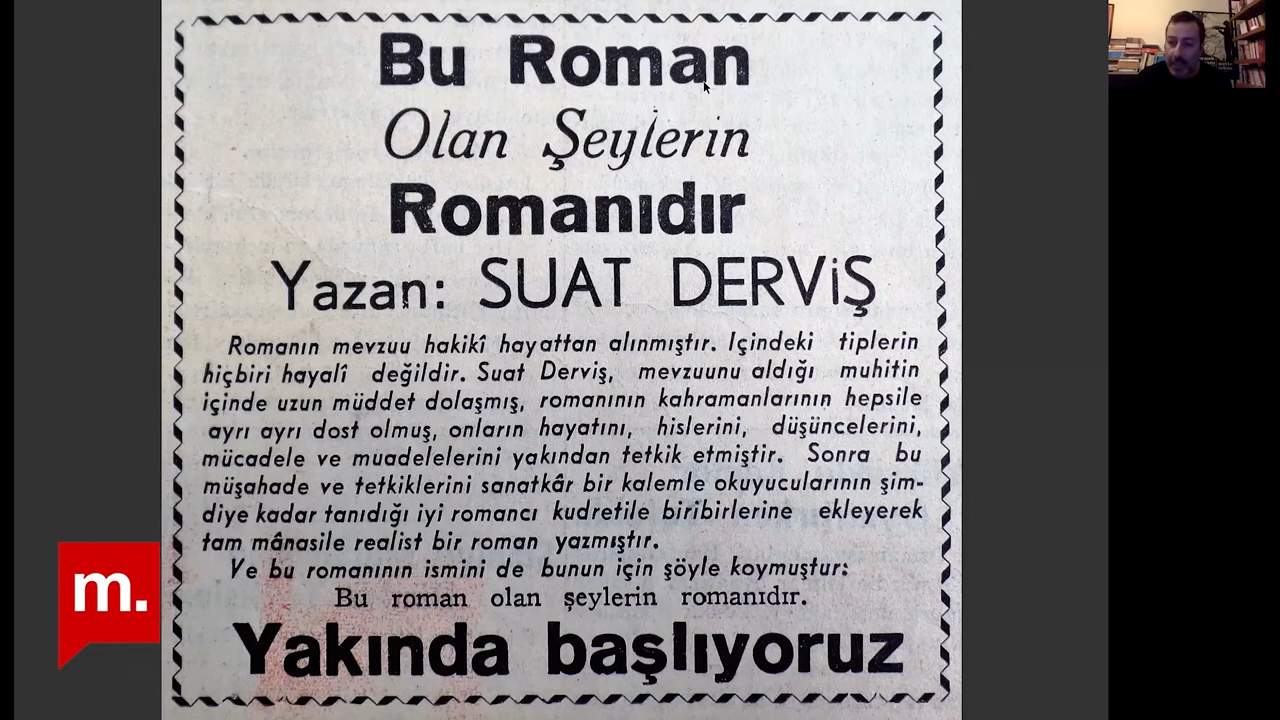 Bu Roman
Olan Şeylerin
Romanıdır
Yazan: SUAT DERViŞ
Romanın mevzuu hakikî hayattan alınmıştır. Içindeki tiplerin
hiçbiri hayalî değildir. Suat Derviş, mevzuunu aldığı muhitin
içinde uzun müddet dolaşmış, romanının kahramanlarının hepsile
ayrı ayrı dost olmuş, onların hayatını, hislerini, düşüncelerini,
mücadele ve muadelelerini yakından tetkik etmiştir. Sonra bu
müşahade ve tetkiklerini sanatkâr bir kalemle okuyucularının şim-
diye kadar tanıdığı iyi romancı kudretile biribirlerine ekleyerek
tam mânasile realist bir roman yazmıştır.
Ve bu romanının ismini de bunun için şöyle koymuştur:
Bu roman olan şeylerin romanıdır.
Yakında başlıyoruz
m.